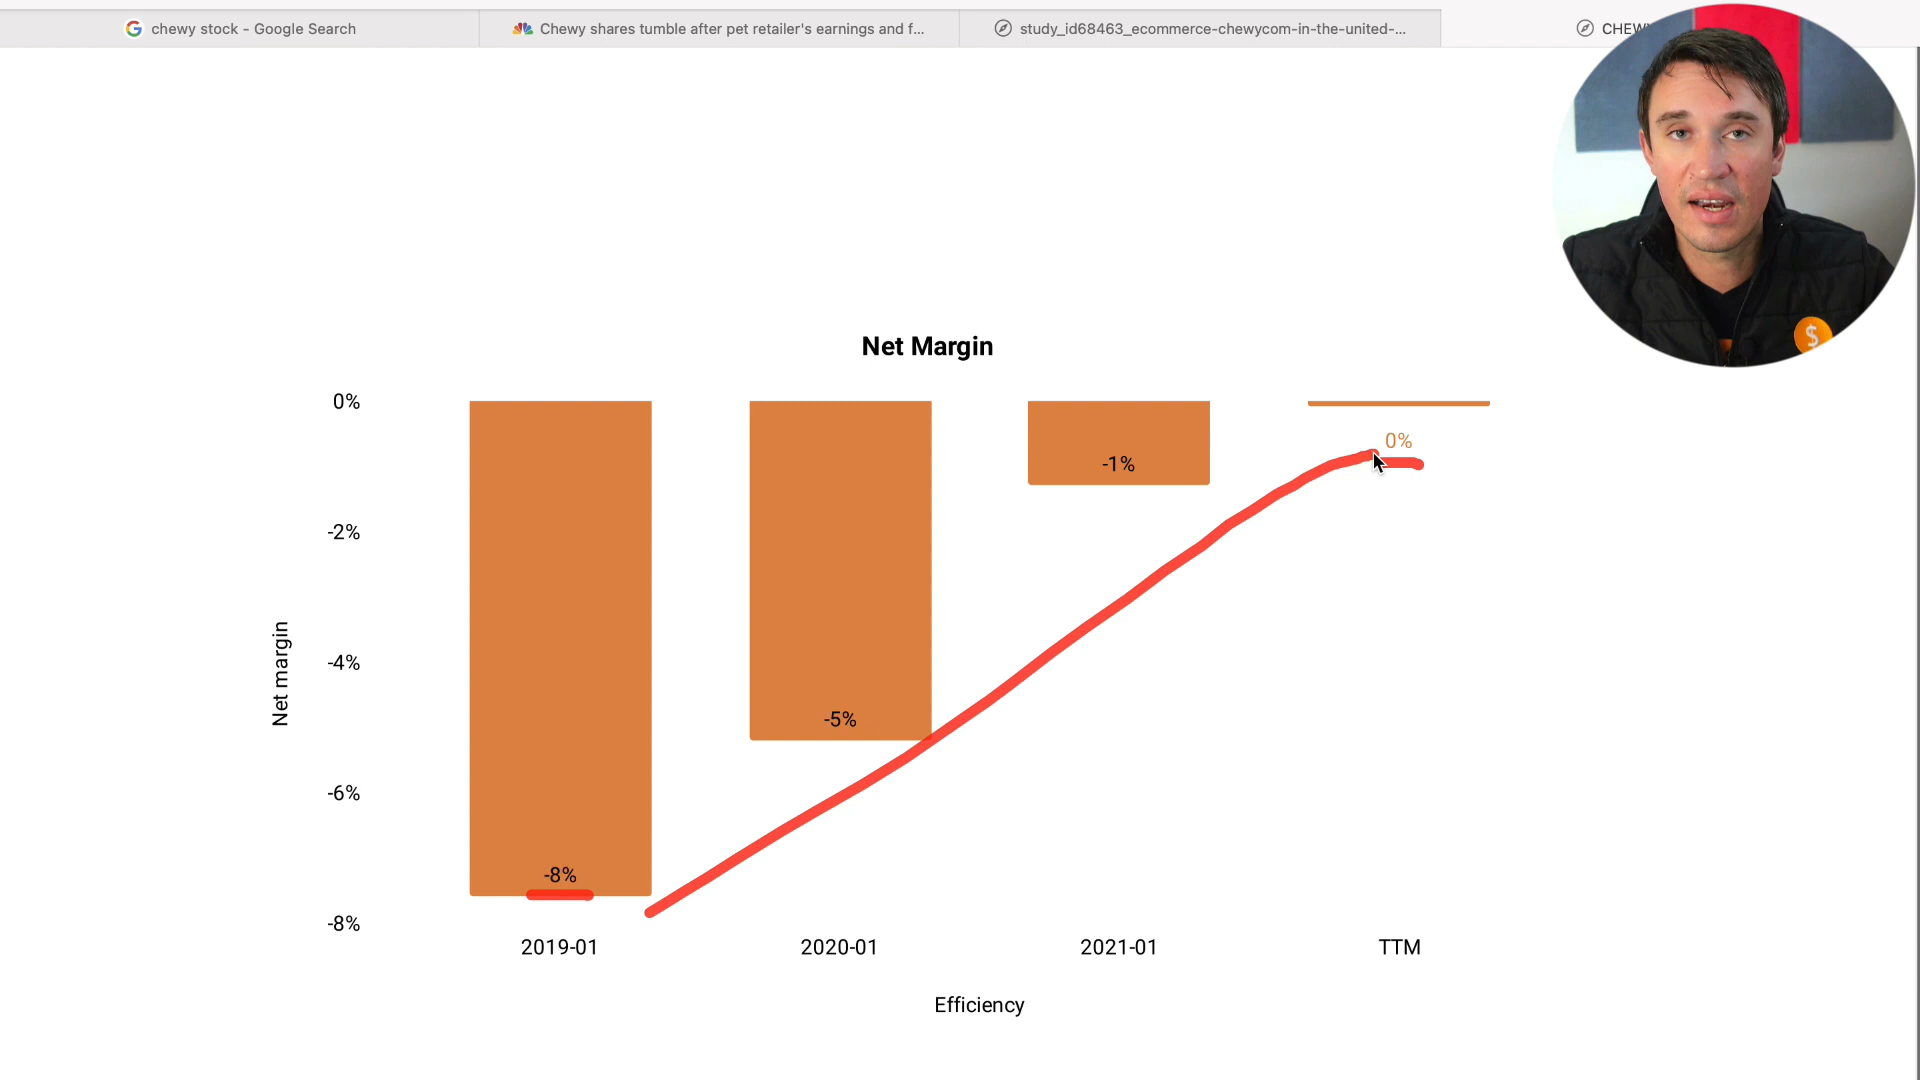 chewy stock - Google Search
Chewy shares tumble after pet retailer's earnings and f...
study_id68463_ecommerce-chewycom-in-the-united-...
$
Net Margin
0%
-2%
-4%
-6%
-8%
Net margin
-8%
-5%
-1%
0%
2019-01
2020-01
2021-01
TTM
Efficiency